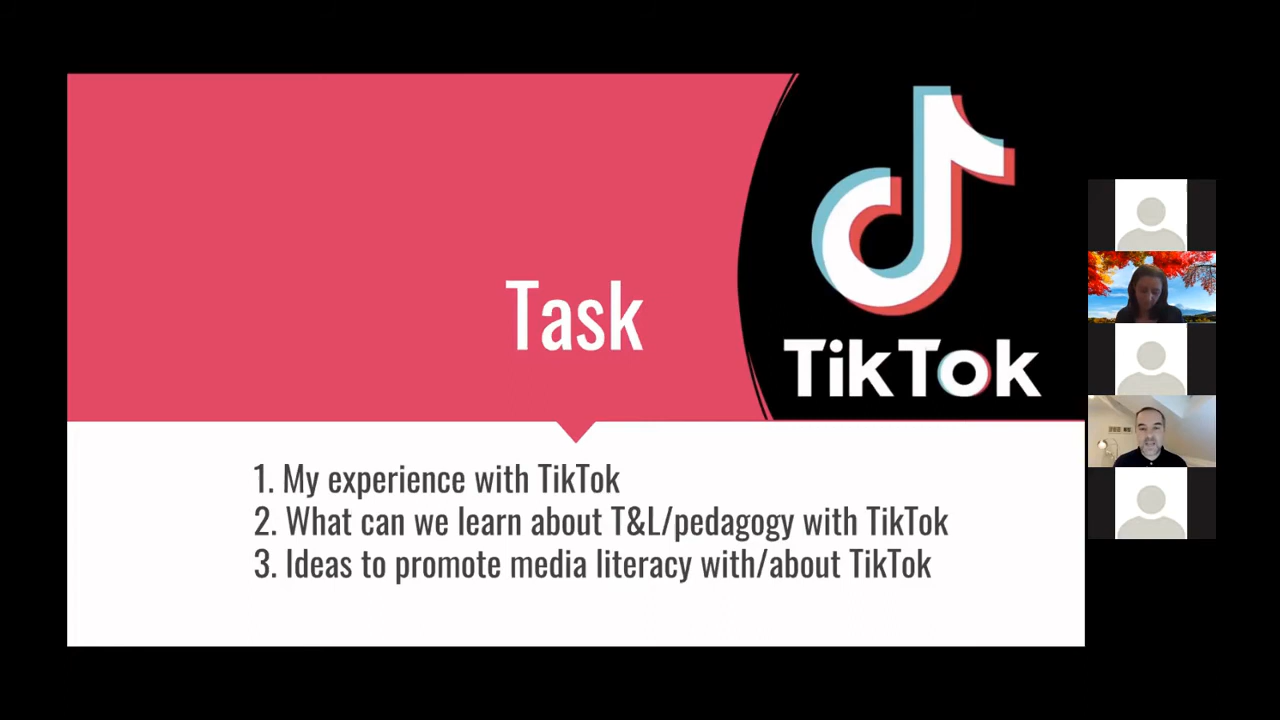 Task
TikTok
1. My experience with TikTok
2. What can we learn about T&L/pedagogy with TikTok
3. Ideas to promote media literacy with/about TikTok